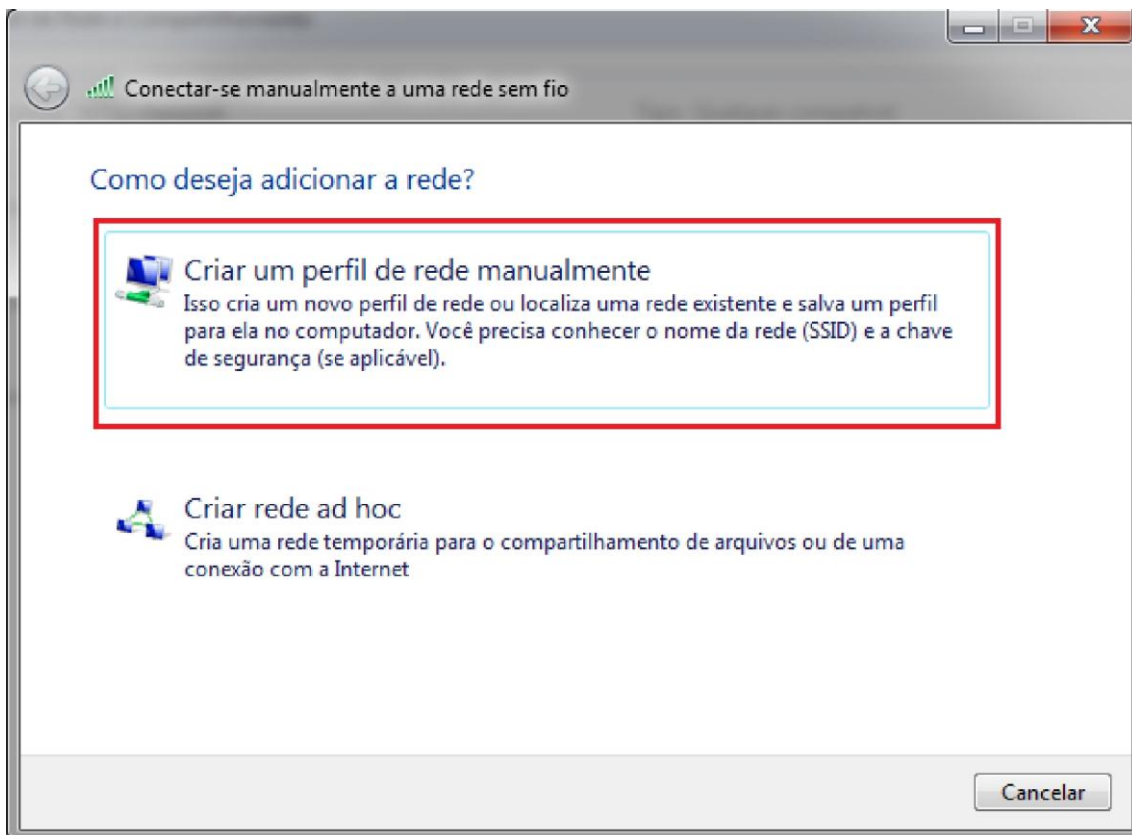 Conectar-se manualmente a uma rede sem fio
Como deseja adicionar a rede?
Criar um perfil de rede manualmente
Isso cria um novo perfil de rede ou localiza uma rede existente e salva um perfil
para ela no computador. Você precisa conhecer o nome da rede (SSID) e a chave
de segurança (se aplicável).
Criar rede ad hoc
Cria uma rede temporária para o compartilhamento de arquivos ou de uma
conexão com a Internet
Cancelar